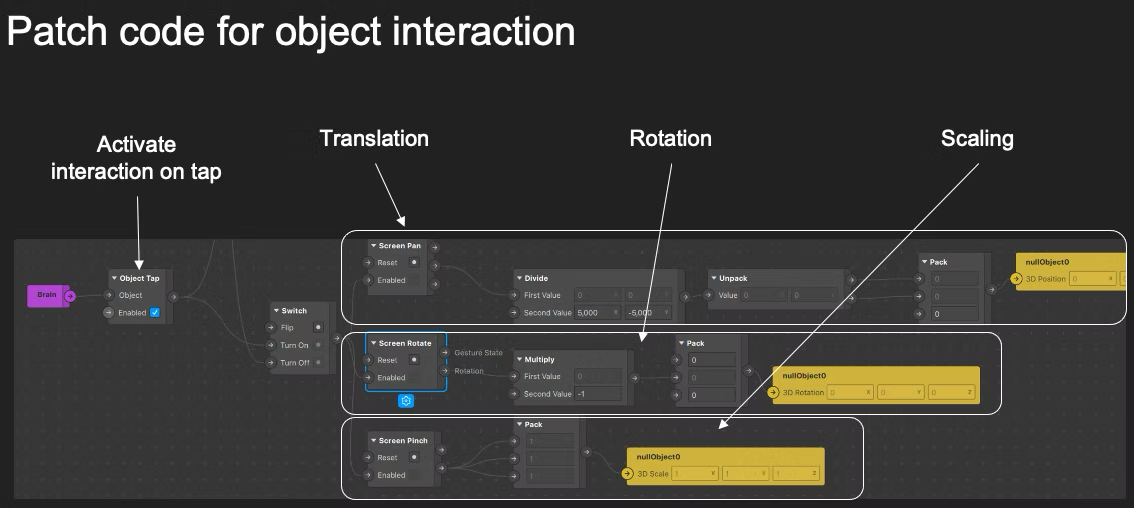 Patch code for object interaction
Activate
interaction on tap
Translation
Rotation
Scaling
Brain
Object Tap
Object
Enabled
Switch
Flip
Turn On
Turn Off
Screen Pan
Reset
Enabled
Divide
First Value 0 0
Second Value 5,000 X -5,000 Y
Unpack
Value 0 0
Pack
0
0
0
nullObject0
3D Position 0 X
Screen Rotate
Reset
Enabled
Gesture State
Rotation
Multiply
First Value 0
Second Value -1
Pack
0
0
0
nullObject0
3D Rotation 0 X 0 Y 0 Z
Screen Pinch
Reset
Enabled
Pack
1
1
1
nullObject0
3D Scale 1 X 1 Y 1 Z